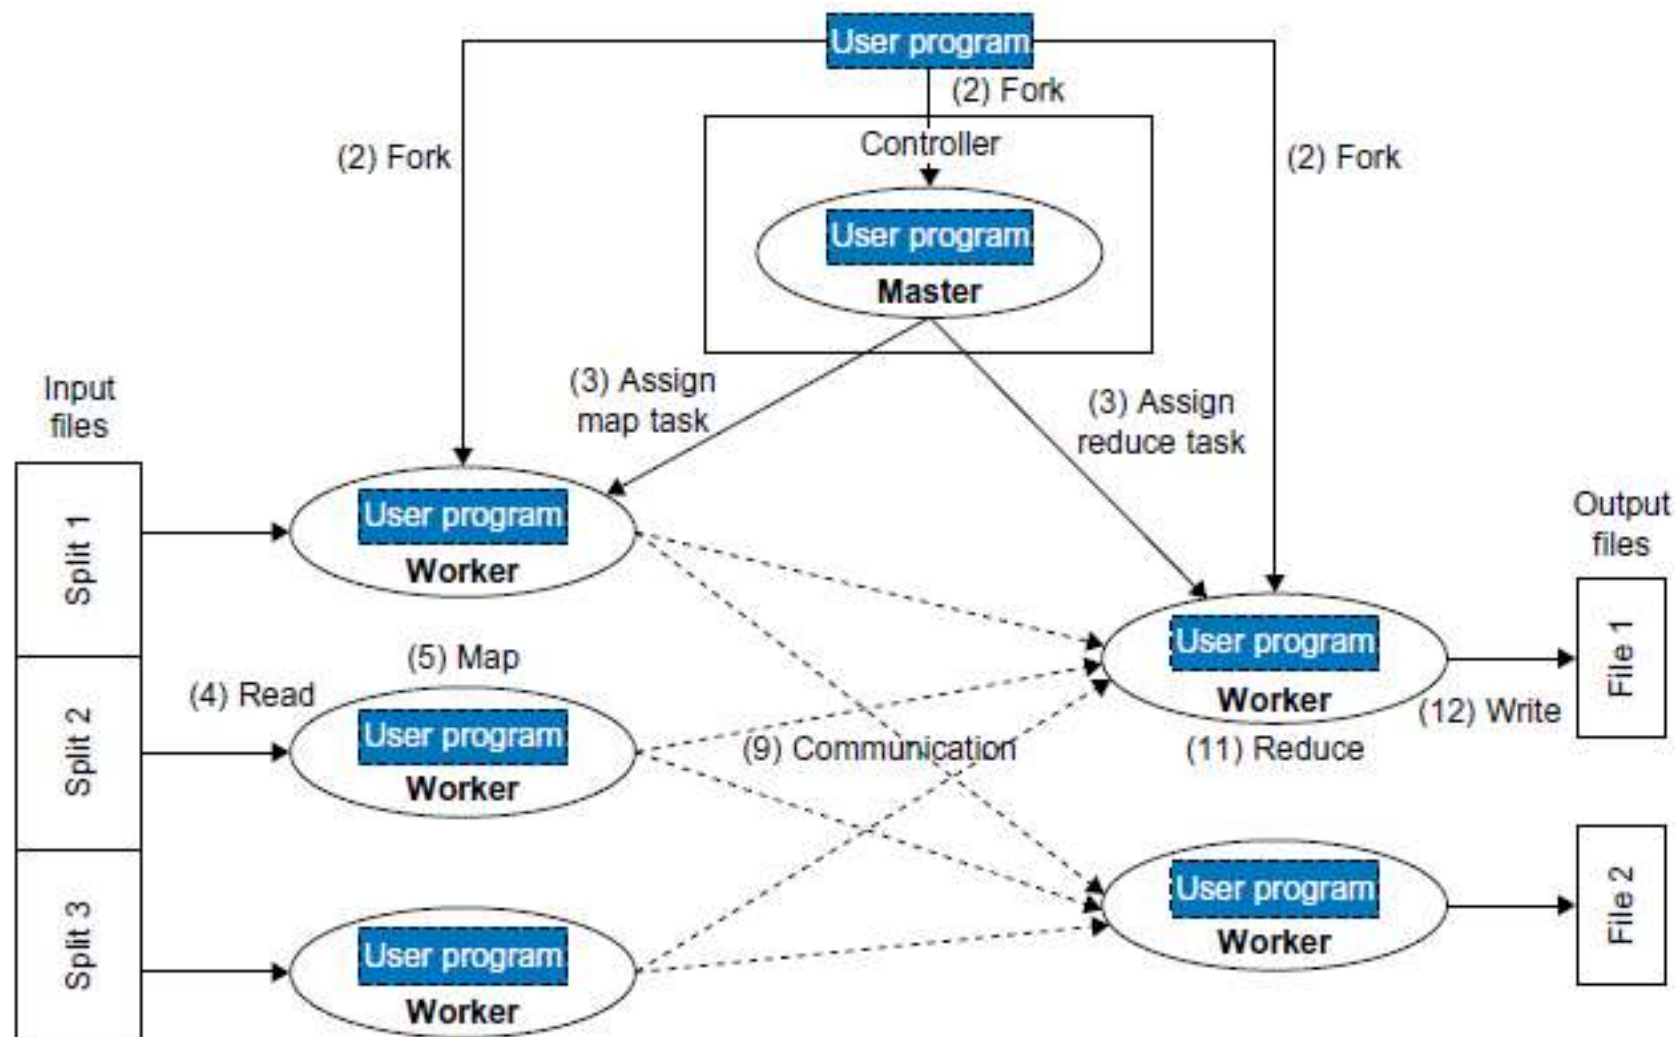 User program
(2) Fork
(2) Fork
(2) Fork
Controller
User program
Master
(3) Assign
map task
(3) Assign
reduce task
Input
files
Split 1
Split 2
Split 3
User program
Worker
(4) Read
(5) Map
User program
Worker
User program
Worker
(9) Communication
User program
Worker
(11) Reduce
User program
Worker
(12) Write
Output
files
File 1
File 2